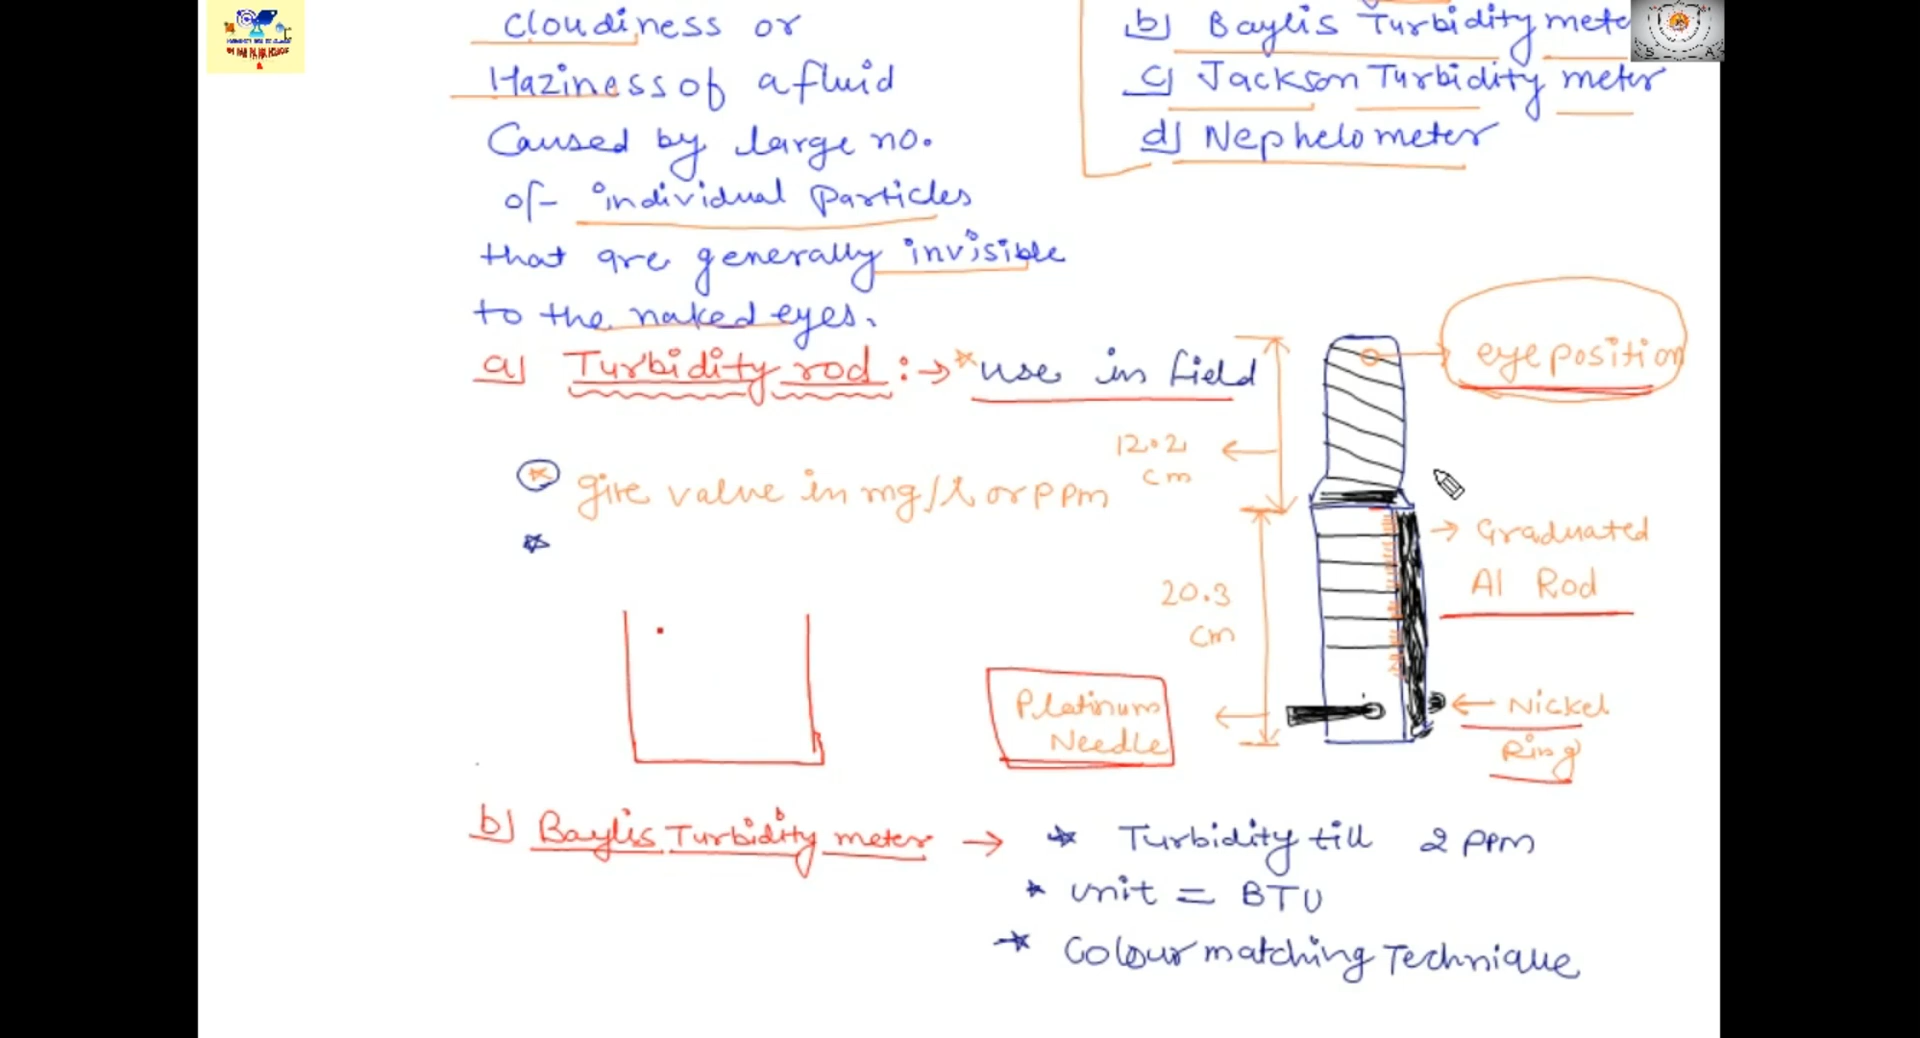 Cloudiness or
Haziness of a fluid
Caused by large no.
of individual Particles
that are generally invisible
to the naked eyes.
b) Baylis Turbidity mete
c) Jackson Turbidity meter
d) Nephelometer
a) Turbidity rod :→ *use in field
eye position
12.2
cm
* give value in mg/l or PPm
*
→ Graduated
Al Rod
20.3
cm
Platinum
Needle
← Nickel
Ring
b) Baylis Turbidity meter → * Turbidity till 2 PPm
* unit = BTU
* Colour matching Technique
S A